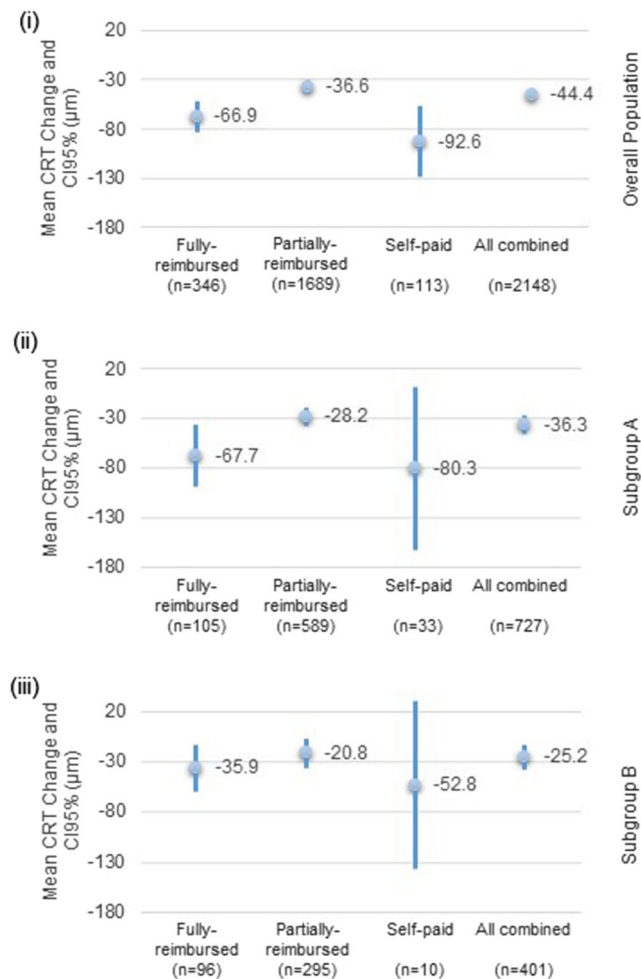 (i)
Mean CRT Change and
CI95% (µm)
20
-30
-80
-130
-180
-66.9
-36.6
-92.6
-44.4
Fully-
reimbursed
(n=346)
Partially-
reimbursed
(n=1689)
Self-paid
(n=113)
All combined
(n=2148)
Overall Population
(ii)
Mean CRT Change and
CI95% (µm)
20
-30
-80
-130
-180
-67.7
-28.2
-80.3
-36.3
Fully-
reimbursed
(n=105)
Partially-
reimbursed
(n=589)
Self-paid
(n=33)
All combined
(n=727)
Subgroup A
(iii)
Mean CRT Change and
CI95% (µm)
20
-30
-80
-130
-180
-35.9
-20.8
-52.8
-25.2
Fully-
reimbursed
(n=96)
Partially-
reimbursed
(n=295)
Self-paid
(n=10)
All combined
(n=401)
Subgroup B